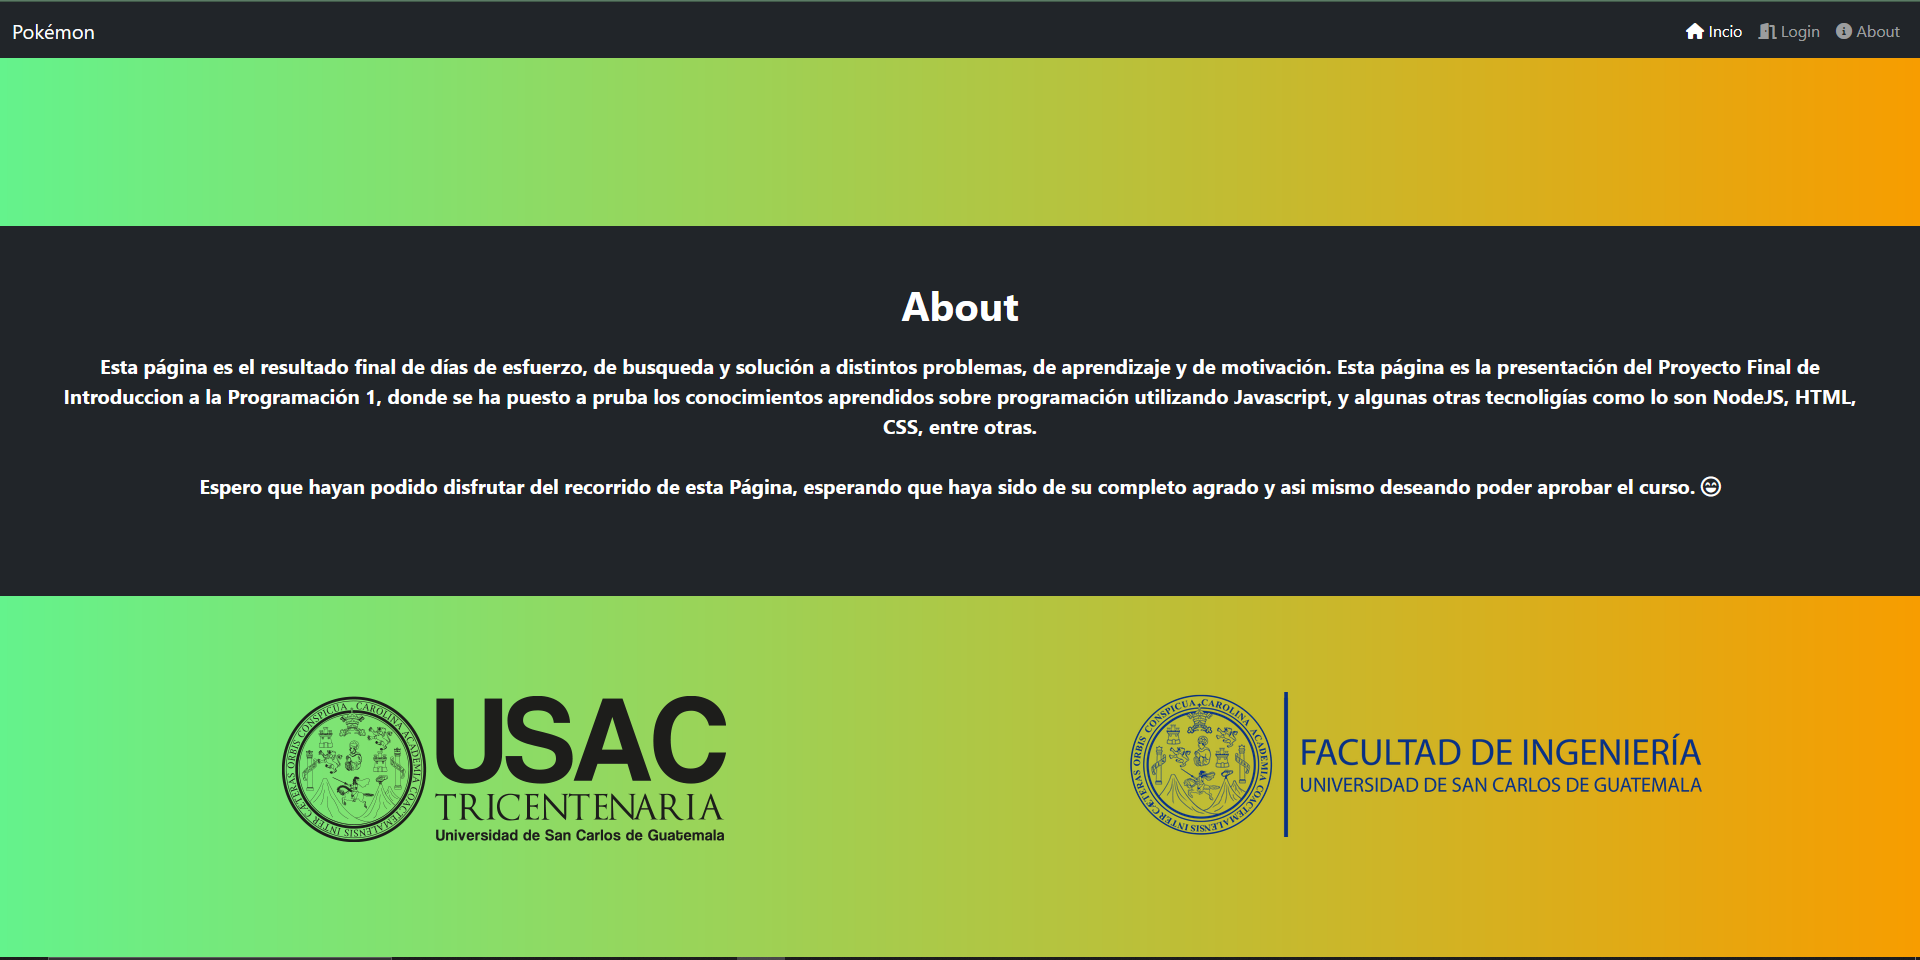 Pokémon
Incio
Login
About
About
Esta página es el resultado final de días de esfuerzo, de busqueda y solución a distintos problemas, de aprendizaje y de motivación. Esta página es la presentación del Proyecto Final de
Introduccion a la Programación 1, donde se ha puesto a pruba los conocimientos aprendidos sobre programación utilizando Javascript, y algunas otras tecnoligías como lo son NodeJS, HTML,
CSS, entre otras.
Espero que hayan podido disfrutar del recorrido de esta Página, esperando que haya sido de su completo agrado y asi mismo deseando poder aprobar el curso.
CAROLINA ACADEMIA COACTEMALENSIS INTER CÆTERAS ORBIS CONSPICUA
USAC
TRICENTENARIA
Universidad de San Carlos de Guatemala
CAROLINA ACADEMIA COACTEMALENSIS INTER CÆTERAS ORBIS CONSPICUA
FACULTAD DE INGENIERÍA
UNIVERSIDAD DE SAN CARLOS DE GUATEMALA